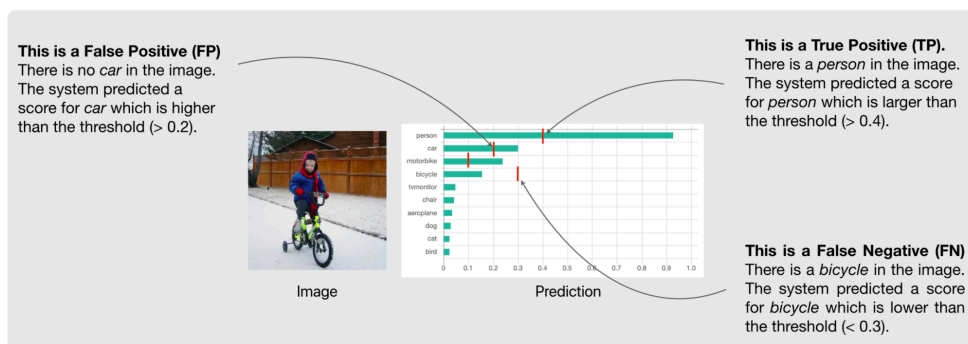 This is a False Positive (FP)
There is no car in the image.
The system predicted a
score for car which is higher
than the threshold (> 0.2).
This is a True Positive (TP).
There is a person in the image.
The system predicted a score
for person which is larger than
the threshold (> 0.4).
person
car
motorbike
bicycle
tvmonitor
chair
aeroplane
dog
cat
bird
0 0.1 0.2 0.3 0.4 0.5 0.6 0.7 0.8 0.9 1.0
Image
Prediction
This is a False Negative (FN)
There is a bicycle in the image.
The system predicted a score
for bicycle which is lower than
the threshold (< 0.3).